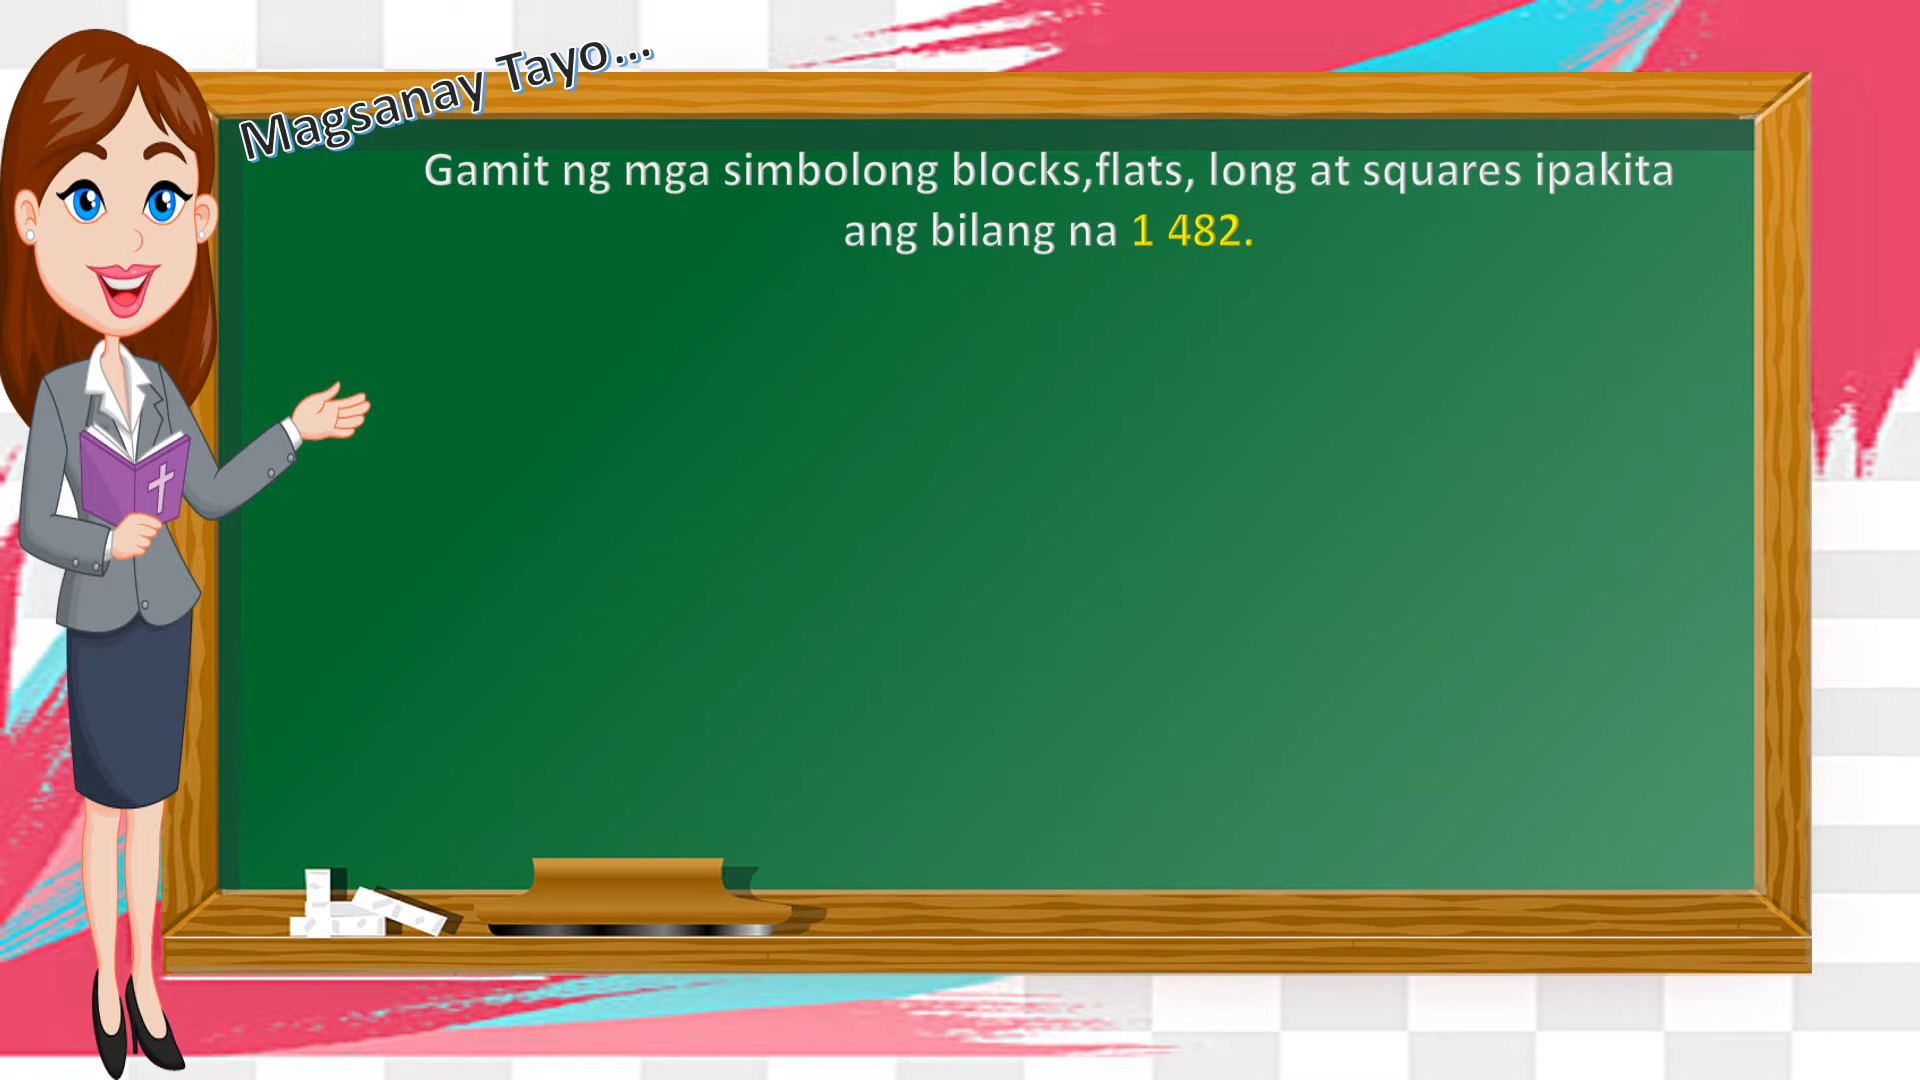 Magsanay Tayo...
Gamit ng mga simbolong blocks,flats, long at squares ipakita
ang bilang na 1 482.